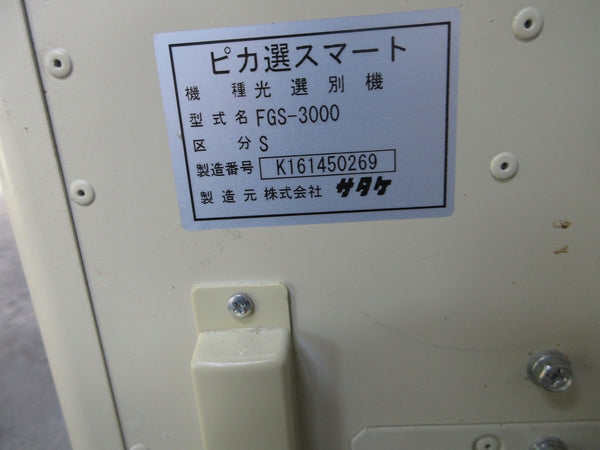 ピカ選スマート
機種 光選別機
型式名 FGS-3000
区分 S
製造番号 K161450269
製造元 株式会社 サタケ